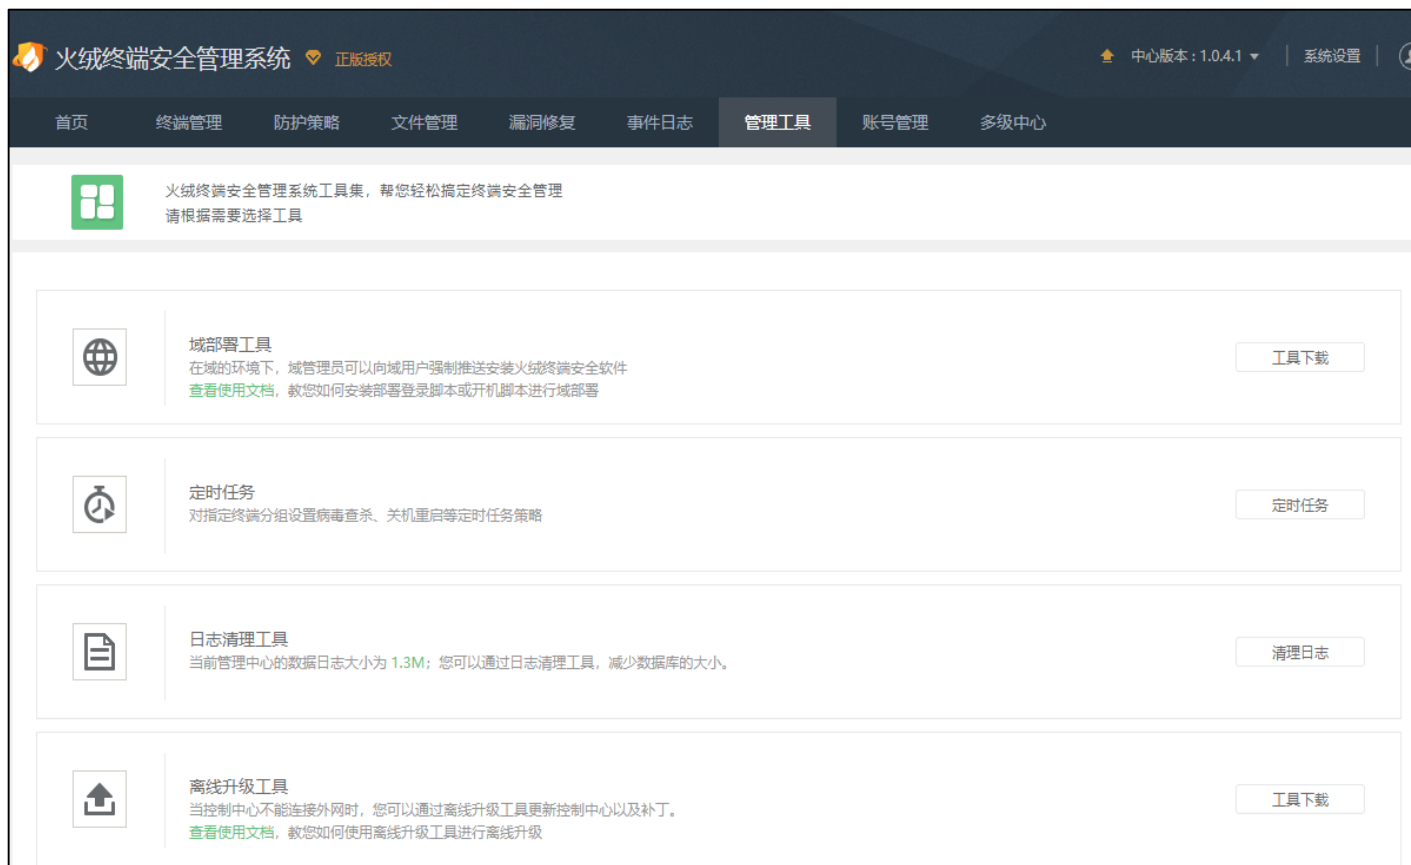 火绒终端安全管理系统 正版授权 中心版本 : 1.0.4.1 系统设置
首页 终端管理 防护策略 文件管理 漏洞修复 事件日志 管理工具 账号管理 多级中心
火绒终端安全管理系统工具集，帮您轻松搞定终端安全管理
请根据需要选择工具
域部署工具
在域的环境下，域管理员可以向域用户强制推送安装火绒终端安全软件
查看使用文档，教您如何安装部署登录脚本或开机脚本进行域部署
工具下载
定时任务
对指定终端分组设置病毒查杀、关机重启等定时任务策略
定时任务
日志清理工具
当前管理中心的数据日志大小为 1.3M；您可以通过日志清理工具，减少数据库的大小。
清理日志
离线升级工具
当控制中心不能连接外网时，您可以通过离线升级工具更新控制中心以及补丁。
查看使用文档，教您如何使用离线升级工具进行离线升级
工具下载